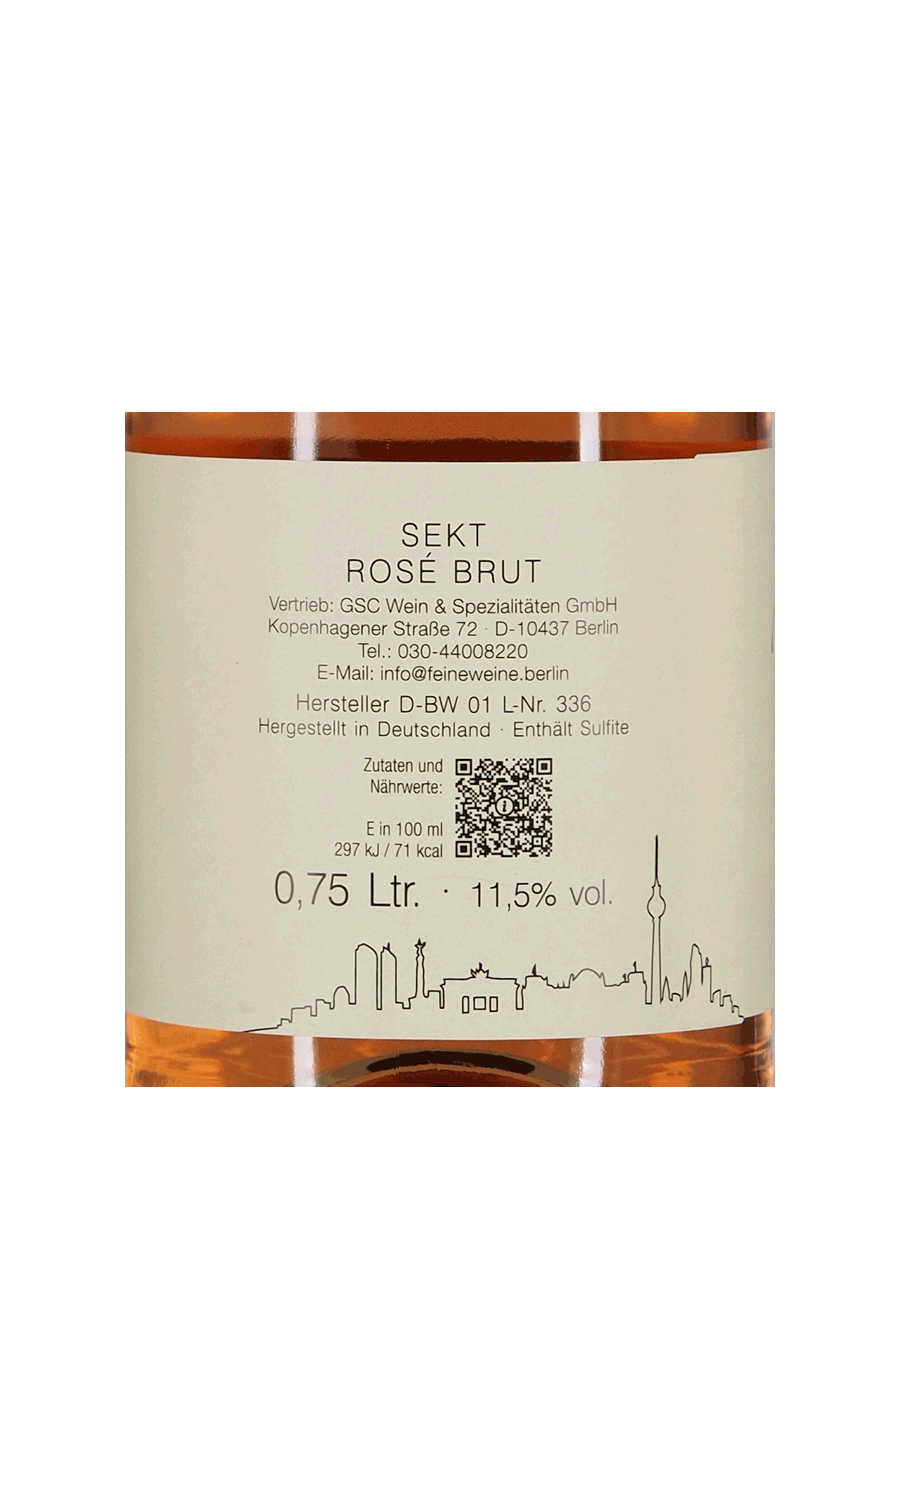 SEKT
ROSÉ BRUT
Vertrieb: GSC Wein & Spezialitäten GmbH
Kopenhagener Straße 72 · D-10437 Berlin
Tel.: 030-44008220
E-Mail: info@feineweine.berlin
Hersteller D-BW 01 L-Nr. 336
Hergestellt in Deutschland · Enthält Sulfite
Zutaten und
Nährwerte:
E in 100 ml
297 kJ / 71 kcal
0,75 Ltr. · 11,5% vol.